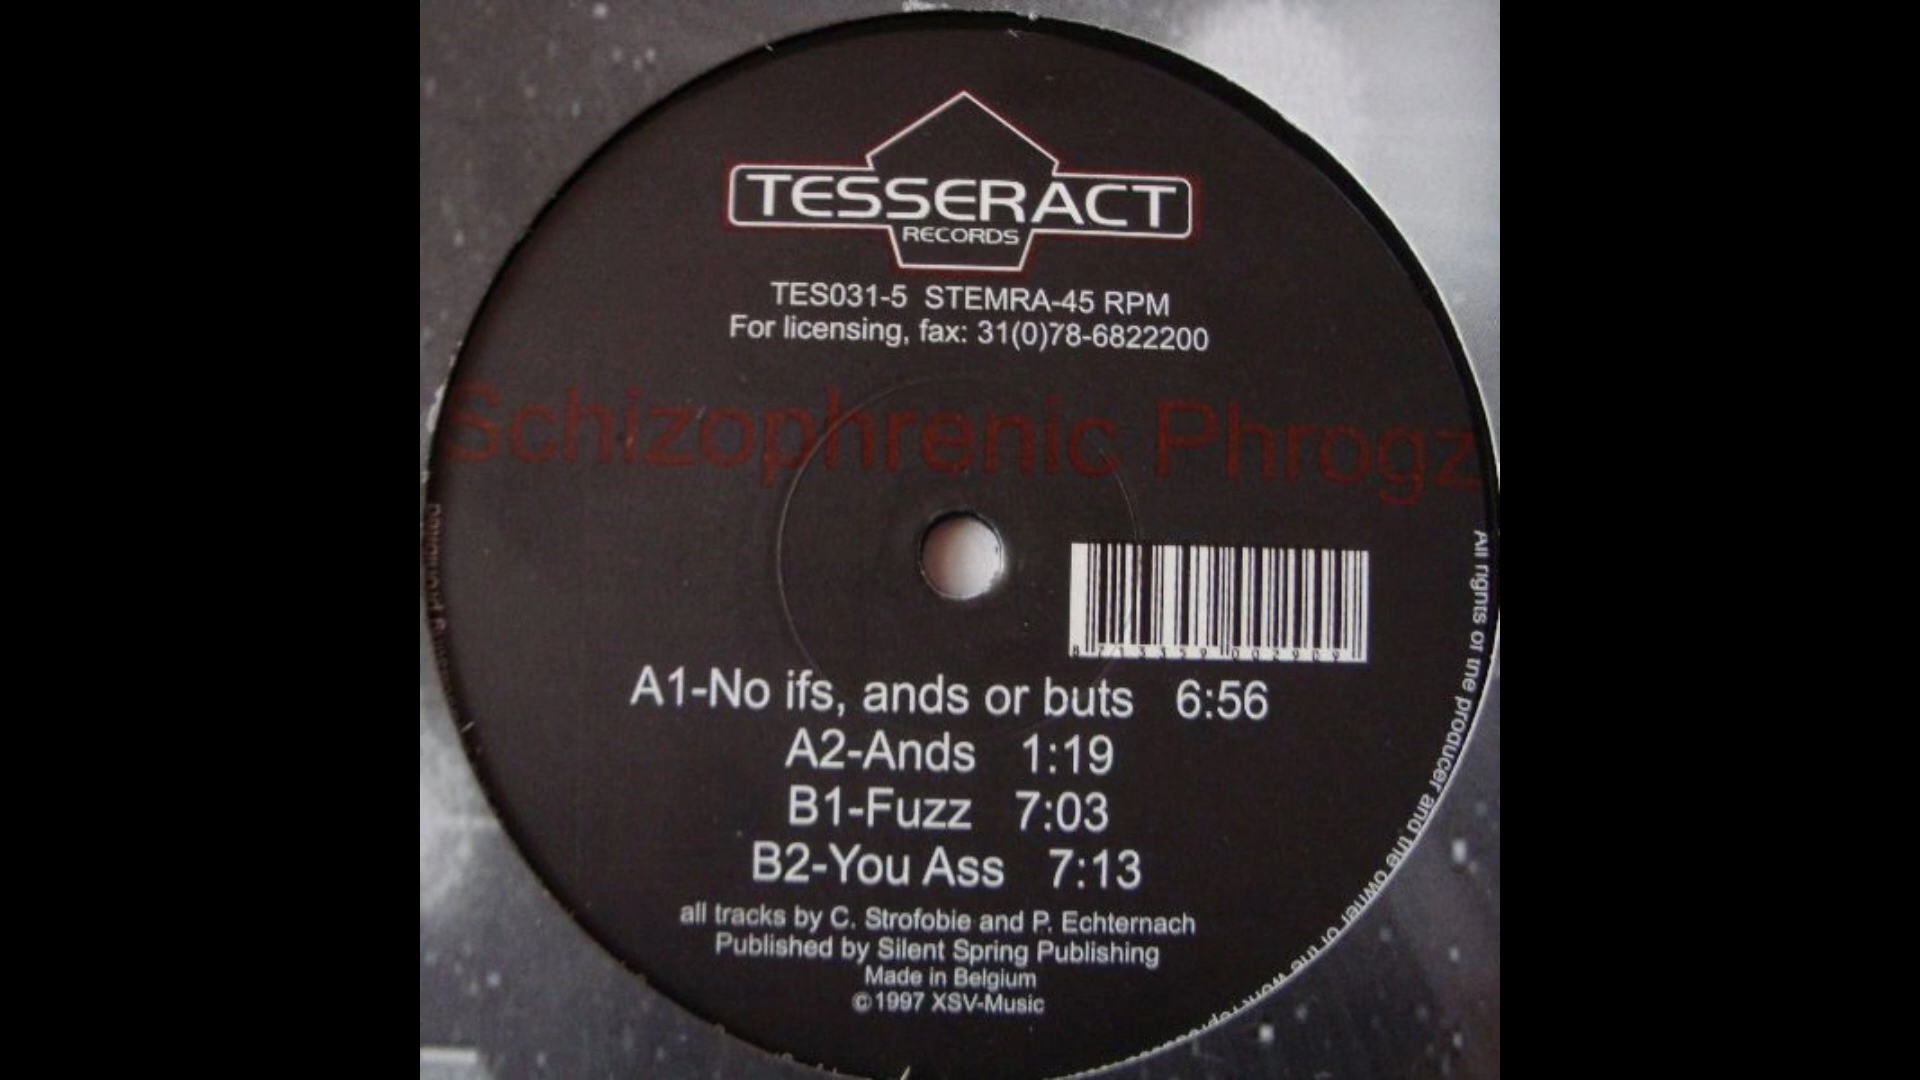 TESSERACT
RECORDS
TES031-5 STEMRA-45 RPM
For licensing, fax: 31(0)78-6822200
Schizophrenic Phrogz
A1-No ifs, ands or buts 6:56
A2-Ands 1:19
B1-Fuzz 7:03
B2-You Ass 7:13
all tracks by C. Strofobie and P. Echternach
Published by Silent Spring Publishing
Made in Belgium
©1997 XSV-Music
All rights of the producer and the owner of the work